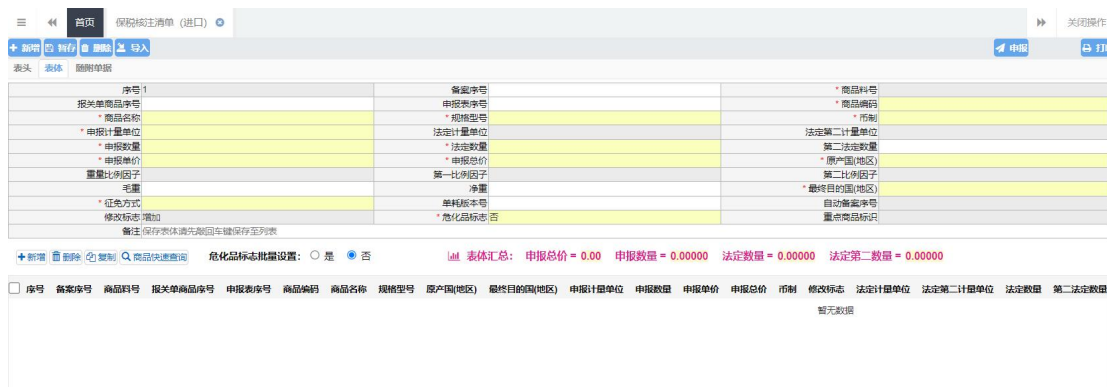 首页 保税核注清单（进口） 关闭操作
新增 暂存 删除 导入 申报 打印
表头 表体 随附单据
序号 1 备案序号 * 商品料号
报关单商品序号 申报表序号 * 商品编码
* 商品名称 * 规格型号 * 币制
* 申报计量单位 法定计量单位 法定第二计量单位
* 申报数量 * 法定数量 第二法定数量
* 申报单价 * 申报总价 * 原产国(地区)
重量比例因子 第一比例因子 第二比例因子
毛重 净重 * 最终目的国(地区)
* 征免方式 单耗版本号 自动备案序号
修改标志 增加 * 危化品标志 否 重点商品标识
备注 保存表体请先敲回车键保存至列表
新增 删除 复制 商品快速查询 危化品标志批量设置： 是 否 表体汇总： 申报总价 = 0.00 申报数量 = 0.00000 法定数量 = 0.00000 法定第二数量 = 0.00000
序号 备案序号 商品料号 报关单商品序号 申报表序号 商品编码 商品名称 规格型号 原产国(地区) 最终目的国(地区) 申报计量单位 申报数量 申报单价 申报总价 币制 修改标志 法定计量单位 法定第二计量单位 法定数量 第二法定数量
暂无数据